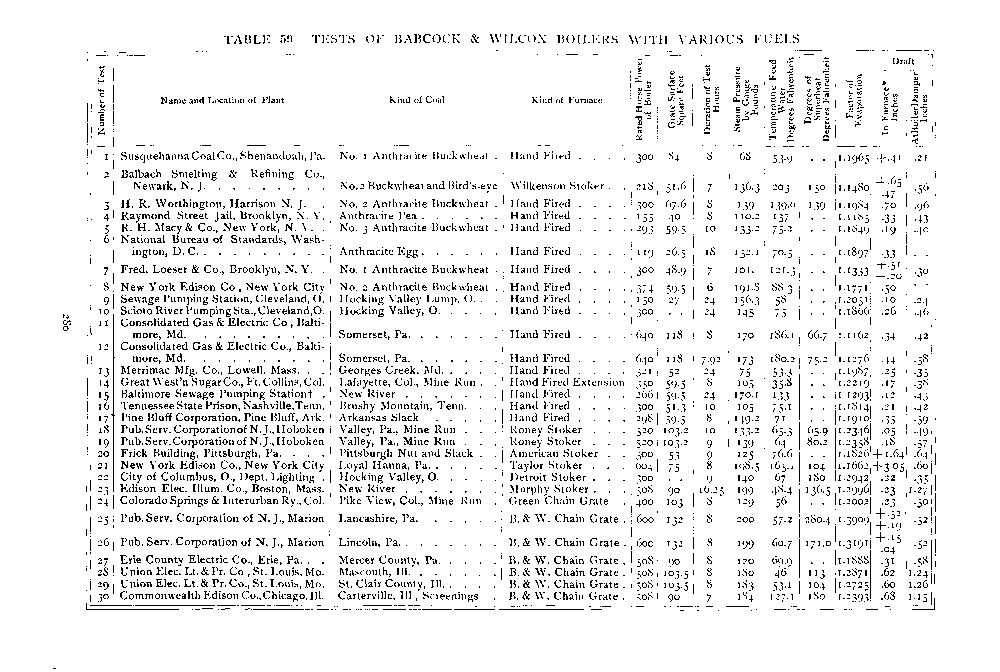 TABLE 59 TESTS OF BABCOCK & WILCOX BOILERS WITH VARIOUS FUELS
Number of Test | Name and Location of Plant | Kind of Coal | Kind of Furnace | Rated Horse Power of Boiler | Grate Surface Square Feet | Duration of Test Hours | Steam Pressure by Gauge Pounds | Temperature Feed Water Degrees Fahrenheit | Degrees of Superheat Degrees Fahrenheit | Factor of Evaporation | Draft | In Furnace* Inches | At Boiler Damper Inches
1 Susquehanna Coal Co., Shenandoah, Pa. No. 1 Anthracite Buckwheat . Hand Fired . . . . 300 84 8 68 53.9 . . 1.1965 +.41 .21
2 Balbach Smelting & Refining Co.,
Newark, N. J. . . . . . . . . . No. 2 Buckwheat and Bird's-eye Wilkenson Stoker . . 218 51.6 7 136.3 203 150 1.1480 +.65 .47 .56
3 H. R. Worthington, Harrison N. J. . . No. 2 Anthracite Buckwheat . Hand Fired . . . . 300 67.6 8 139 139.6 139 1.1984 .70 .96
4 Raymond Street Jail, Brooklyn, N. Y. Anthracite Pea . . . . . . Hand Fired . . . . 155 40 8 110.2 137 . . 1.1185 .33 .43
5 R. H. Macy & Co., New York, N. Y. . . No. 3 Anthracite Buckwheat . Hand Fired . . . . 293 59.5 10 133.2 75.2 . . 1.1849 .19 .40
6 National Bureau of Standards, Wash-
ington, D. C. . . . . . . . . . Anthracite Egg . . . . . . Hand Fired . . . . 119 26.5 18 132.1 70.5 . . 1.1897 .33 . .
7 Fred. Loeser & Co., Brooklyn, N. Y. . No. 1 Anthracite Buckwheat . Hand Fired . . . . 300 48.9 7 101. 121.3 . . 1.1333 +.51 —.20 .30
8 New York Edison Co., New York City No. 2 Anthracite Buckwheat . Hand Fired . . . . 374 59.5 6 191.8 88.3 . . 1.1771 .50
9 Sewage Pumping Station, Cleveland, O. Hocking Valley Lump, O. . . Hand Fired . . . . 150 27 24 156.3 58 . . 1.2051 .10 .24
10 Scioto River Pumping Sta., Cleveland, O. Hocking Valley, O. . . . . Hand Fired . . . . 300 . . 24 145 75 . . 1.1866 .26 .46
11 Consolidated Gas & Electric Co., Balti-
more, Md. . . . . . . . . . . Somerset, Pa. . . . . . . Hand Fired . . . . 640 118 8 170 186.1 66.7 1.1162 .34 .42
12 Consolidated Gas & Electric Co., Balti-
more, Md. . . . . . . . . . . Somerset, Pa. . . . . . . Hand Fired . . . . 640 118 7.92 173 180.2 75.2 1.1276 .44 .58
13 Merrimac Mfg. Co., Lowell, Mass. . . . Georges Creek, Md. . . . . Hand Fired . . . . 321 52 24 75 53.3 . . 1.1987 .25 .35
14 Great West'n Sugar Co., Ft. Collins, Col. Lafayette, Col., Mine Run . . Hand Fired Extension 350 59.5 8 105 35.8 . . 1.2219 .17 .38
15 Baltimore Sewage Pumping Station† . New River . . . . . . . . Hand Fired . . . . 266 59.5 24 170.1 133 . . 1.1293 .12 .43
16 Tennessee State Prison, Nashville, Tenn. Brushy Mountain, Tenn. . . Hand Fired . . . . 300 51.3 10 105 75.1 . . 1.1814 .21 .42
17 Pine Bluff Corporation, Pine Bluff, Ark. Arkansas Slack . . . . . . Hand Fired . . . . 298 59.5 8 149.2 71 . . 1.1910 .35 .59
18 Pub. Serv. Corporation of N. J., Hoboken Valley, Pa., Mine Run . . . Roney Stoker . . . . 520 103.2 10 133.2 65.3 65.9 1.2346 .05 .49
19 Pub. Serv. Corporation of N. J., Hoboken Valley, Pa., Mine Run . . . Roney Stoker . . . . 520 103.2 9 139 64 80.2 1.2358 .18 .57
20 Frick Building, Pittsburgh, Pa. . . . . Pittsburgh Nut and Slack . . American Stoker . . . 300 53 9 125 76.6 . . 1.1826 +1.64 .64
21 New York Edison Co., New York City Loyal Hanna, Pa. . . . . . Taylor Stoker . . . . 604 75 8 198.5 165.1 104 1.1662 +3.05 .60
22 City of Columbus, O., Dept. Lighting . Hocking Valley, O. . . . . Detroit Stoker . . . . 300 . . 9 140 67 180 1.2942 .22 .35
23 Edison Elec. Illum. Co., Boston, Mass. New River . . . . . . . . Murphy Stoker . . . . 508 90 16.25 199 48.4 136.5 1.2996 .23 1.27
24 Colorado Springs & Interurban Ry., Col. Pike View, Col., Mine Run . . Green Chain Grate . . 400 103 8 129 56 . . 1.2002 .23 .30
25 Pub. Serv. Corporation of N. J., Marion Lancashire, Pa. . . . . . . B. & W. Chain Grate . 600 132 8 200 57.2 280.4 1.3909 +.52 +.19 .52
26 Pub. Serv. Corporation of N. J., Marion Lincoln, Pa. . . . . . . . B. & W. Chain Grate . 600 132 8 199 60.7 171.0 1.3191 +.15 .04 .52
27 Erie County Electric Co., Erie, Pa. . . Mercer County, Pa. . . . . B. & W. Chain Grate . 508 90 8 120 69.9 . . 1.1888 .31 .58
28 Union Elec. Lt. & Pr. Co., St. Louis, Mo. Mascouth, Ill. . . . . . . B. & W. Chain Grate . 508 103.5 8 180 46 113 1.2871 .62 1.24
29 Union Elec. Lt. & Pr. Co., St. Louis, Mo. St. Clair County, Ill. . . . B. & W. Chain Grate . 508 103.5 8 183 53.1 104 1.2725 .60 1.26
30 Commonwealth Edison Co., Chicago, Ill. Carterville, Ill., Screenings . B. & W. Chain Grate . 508 90 7 184 127.1 180 1.2393 .68 1.15
280